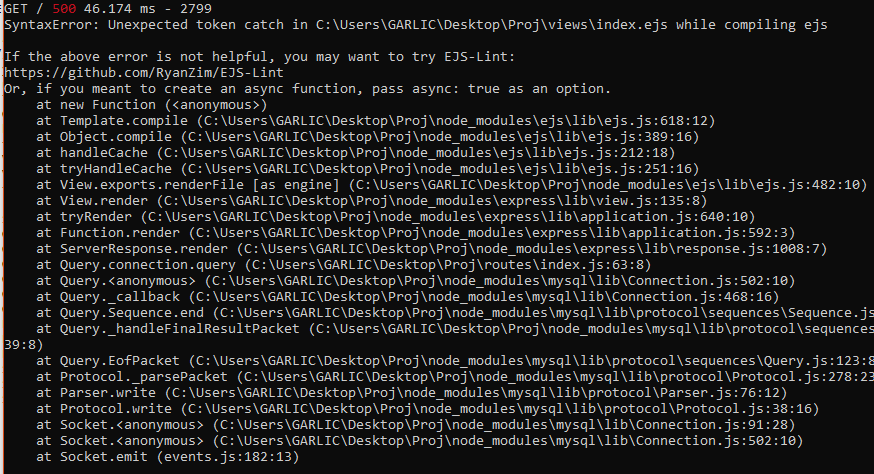 GET / 500 46.174 ms - 2799
SyntaxError: Unexpected token catch in C:\Users\GARLIC\Desktop\Proj\views\index.ejs while compiling ejs

If the above error is not helpful, you may want to try EJS-Lint:
https://github.com/RyanZim/EJS-Lint
Or, if you meant to create an async function, pass async: true as an option.
    at new Function (<anonymous>)
    at Template.compile (C:\Users\GARLIC\Desktop\Proj\node_modules\ejs\lib\ejs.js:618:12)
    at Object.compile (C:\Users\GARLIC\Desktop\Proj\node_modules\ejs\lib\ejs.js:389:16)
    at handleCache (C:\Users\GARLIC\Desktop\Proj\node_modules\ejs\lib\ejs.js:212:18)
    at tryHandleCache (C:\Users\GARLIC\Desktop\Proj\node_modules\ejs\lib\ejs.js:251:16)
    at View.exports.renderFile [as engine] (C:\Users\GARLIC\Desktop\Proj\node_modules\ejs\lib\ejs.js:482:10)
    at View.render (C:\Users\GARLIC\Desktop\Proj\node_modules\express\lib\view.js:135:8)
    at tryRender (C:\Users\GARLIC\Desktop\Proj\node_modules\express\lib\application.js:640:10)
    at Function.render (C:\Users\GARLIC\Desktop\Proj\node_modules\express\lib\application.js:592:3)
    at ServerResponse.render (C:\Users\GARLIC\Desktop\Proj\node_modules\express\lib\response.js:1008:7)
    at Query.connection.query (C:\Users\GARLIC\Desktop\Proj\routes\index.js:63:8)
    at Query.<anonymous> (C:\Users\GARLIC\Desktop\Proj\node_modules\mysql\lib\Connection.js:502:10)
    at Query._callback (C:\Users\GARLIC\Desktop\Proj\node_modules\mysql\lib\Connection.js:468:16)
    at Query.Sequence.end (C:\Users\GARLIC\Desktop\Proj\node_modules\mysql\lib\protocol\sequences\Sequence.js
    at Query._handleFinalResultPacket (C:\Users\GARLIC\Desktop\Proj\node_modules\mysql\lib\protocol\sequences
39:8)
    at Query.EofPacket (C:\Users\GARLIC\Desktop\Proj\node_modules\mysql\lib\protocol\sequences\Query.js:123:8
    at Protocol._parsePacket (C:\Users\GARLIC\Desktop\Proj\node_modules\mysql\lib\protocol\Protocol.js:278:23
    at Parser.write (C:\Users\GARLIC\Desktop\Proj\node_modules\mysql\lib\protocol\Parser.js:76:12)
    at Protocol.write (C:\Users\GARLIC\Desktop\Proj\node_modules\mysql\lib\protocol\Protocol.js:38:16)
    at Socket.<anonymous> (C:\Users\GARLIC\Desktop\Proj\node_modules\mysql\lib\Connection.js:91:28)
    at Socket.<anonymous> (C:\Users\GARLIC\Desktop\Proj\node_modules\mysql\lib\Connection.js:502:10)
    at Socket.emit (events.js:182:13)